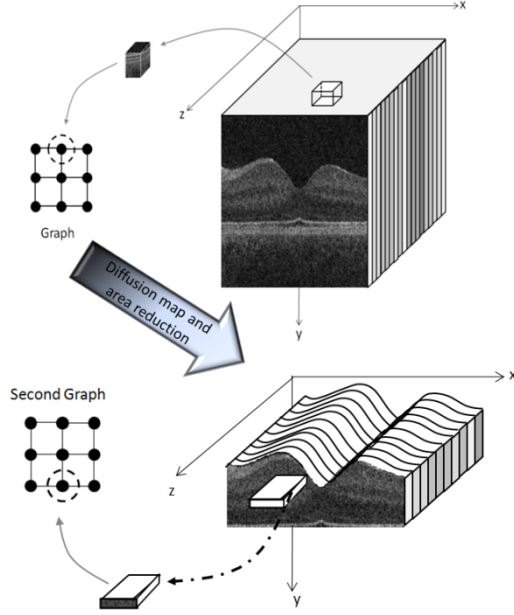 x
z
Graph
y
Diffusion map and
area reduction
x
Second Graph
z
y